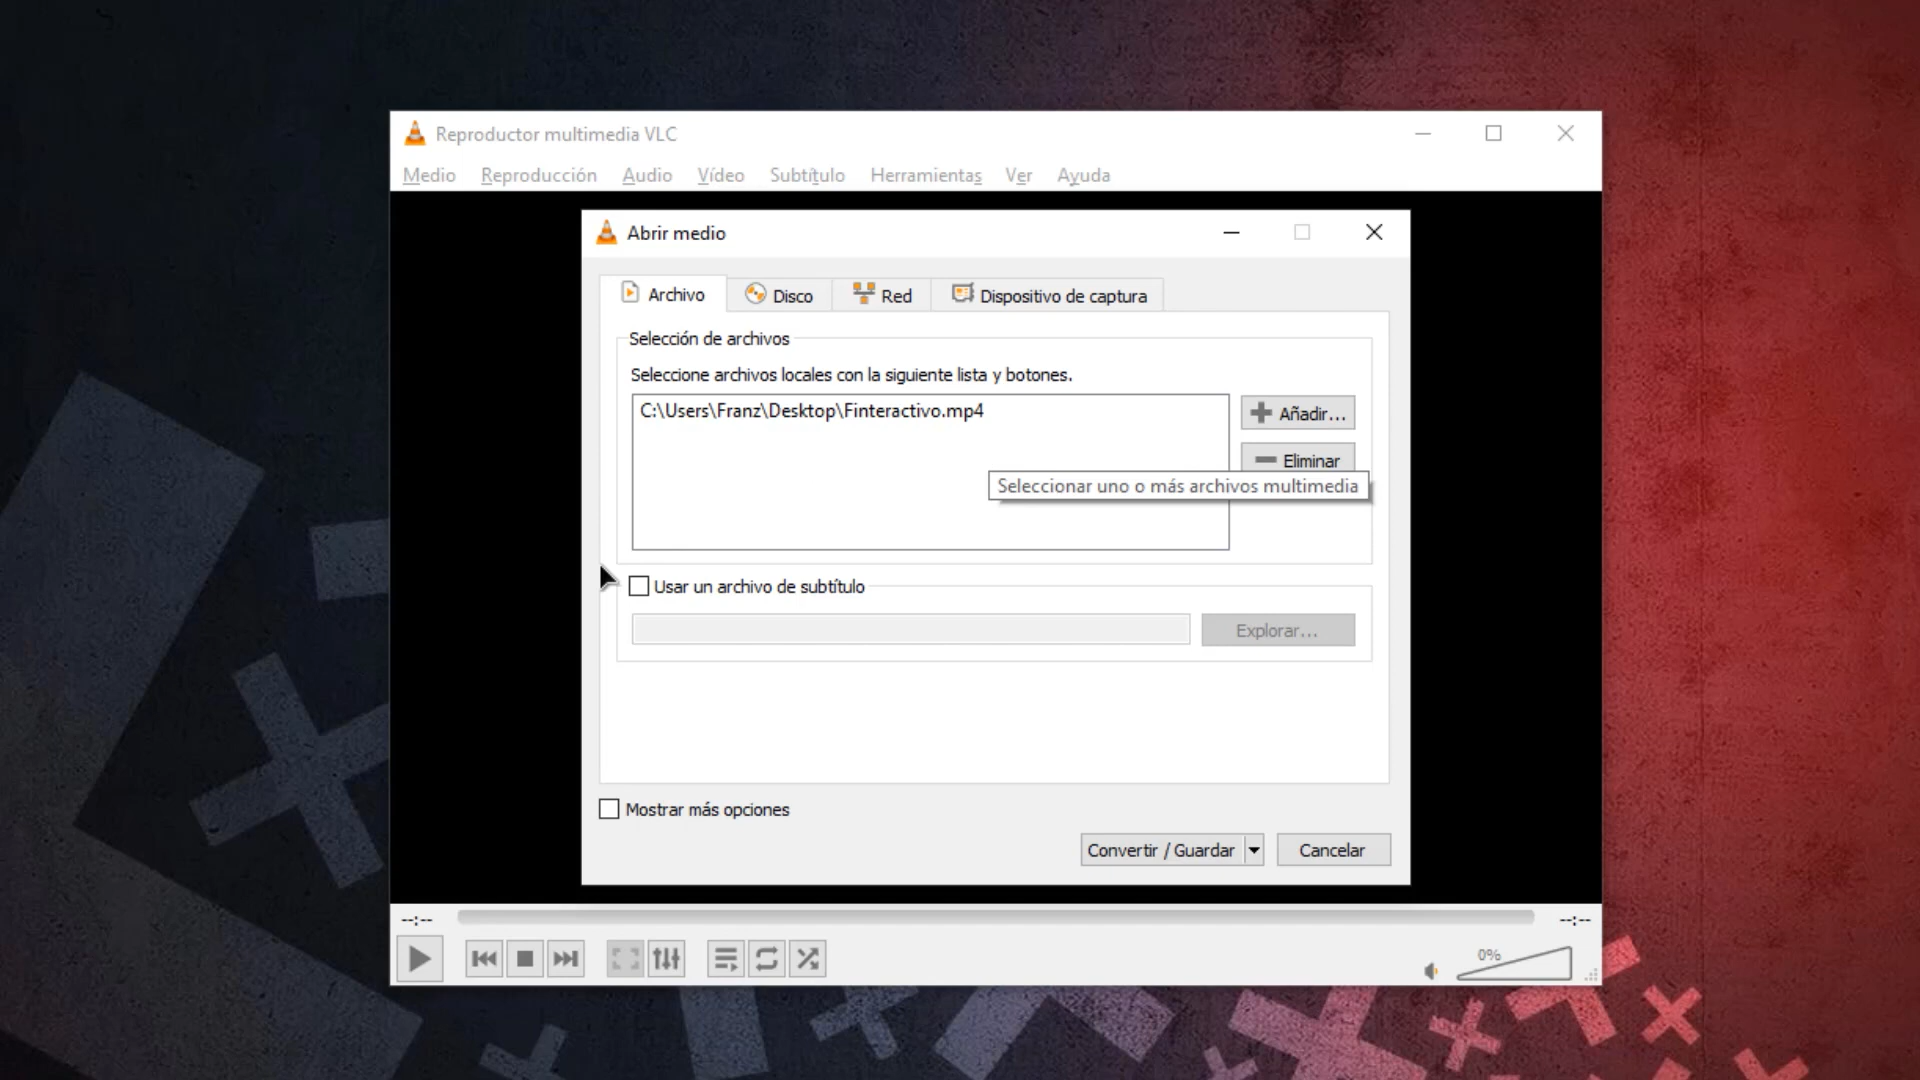 Reproductor multimedia VLC
Medio Reproducción Audio Vídeo Subtítulo Herramientas Ver Ayuda
Abrir medio
Archivo Disco Red Dispositivo de captura
Selección de archivos
Seleccione archivos locales con la siguiente lista y botones.
C:\Users\Franz\Desktop\Finteractivo.mp4
Añadir...
Eliminar
Seleccionar uno o más archivos multimedia
Usar un archivo de subtítulo
Explorar...
Mostrar más opciones
Convertir / Guardar Cancelar
--:-- --:--
0%